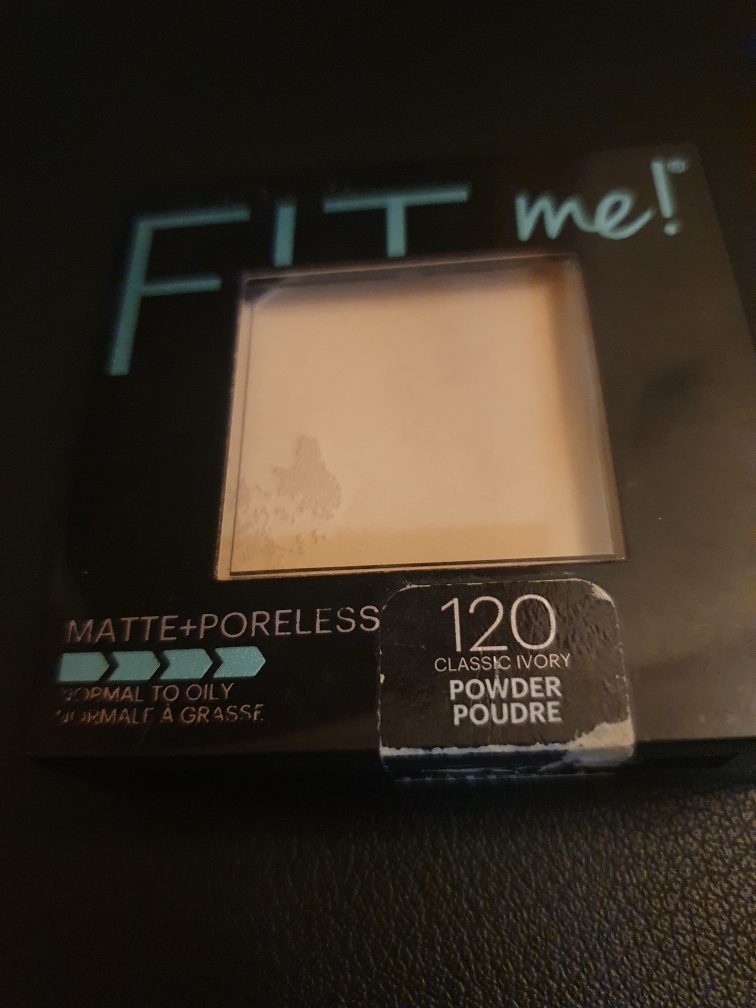 FIT me!
MATTE+PORELESS
NORMAL TO OILY
NORMALE À GRASSE
120
CLASSIC IVORY
POWDER
POUDRE